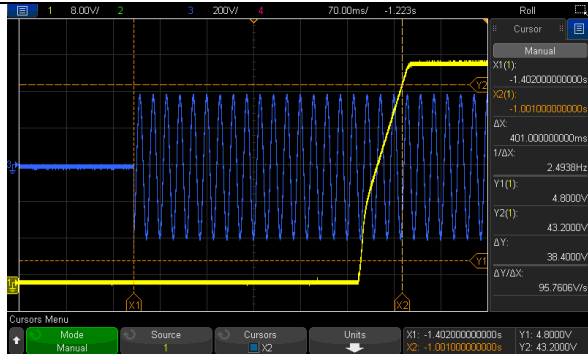 1 8.00V/ 2 3 200V/ 4 70.00ms/ -1.223s Roll
Cursor
Manual
X1(1):
-1.402000000000s
X2(1):
-1.001000000000s
ΔX:
401.000000000ms
1/ΔX:
2.4938Hz
Y1(1):
4.8000V
Y2(1):
43.2000V
ΔY:
38.4000V
ΔY/ΔX:
95.7606V/s
Y2
3
Y1
1
X1 X2
Cursors Menu
Mode Source Cursors Units X1: -1.402000000000s Y1: 4.8000V
Manual 1 X2 X2: -1.001000000000s Y2: 43.2000V